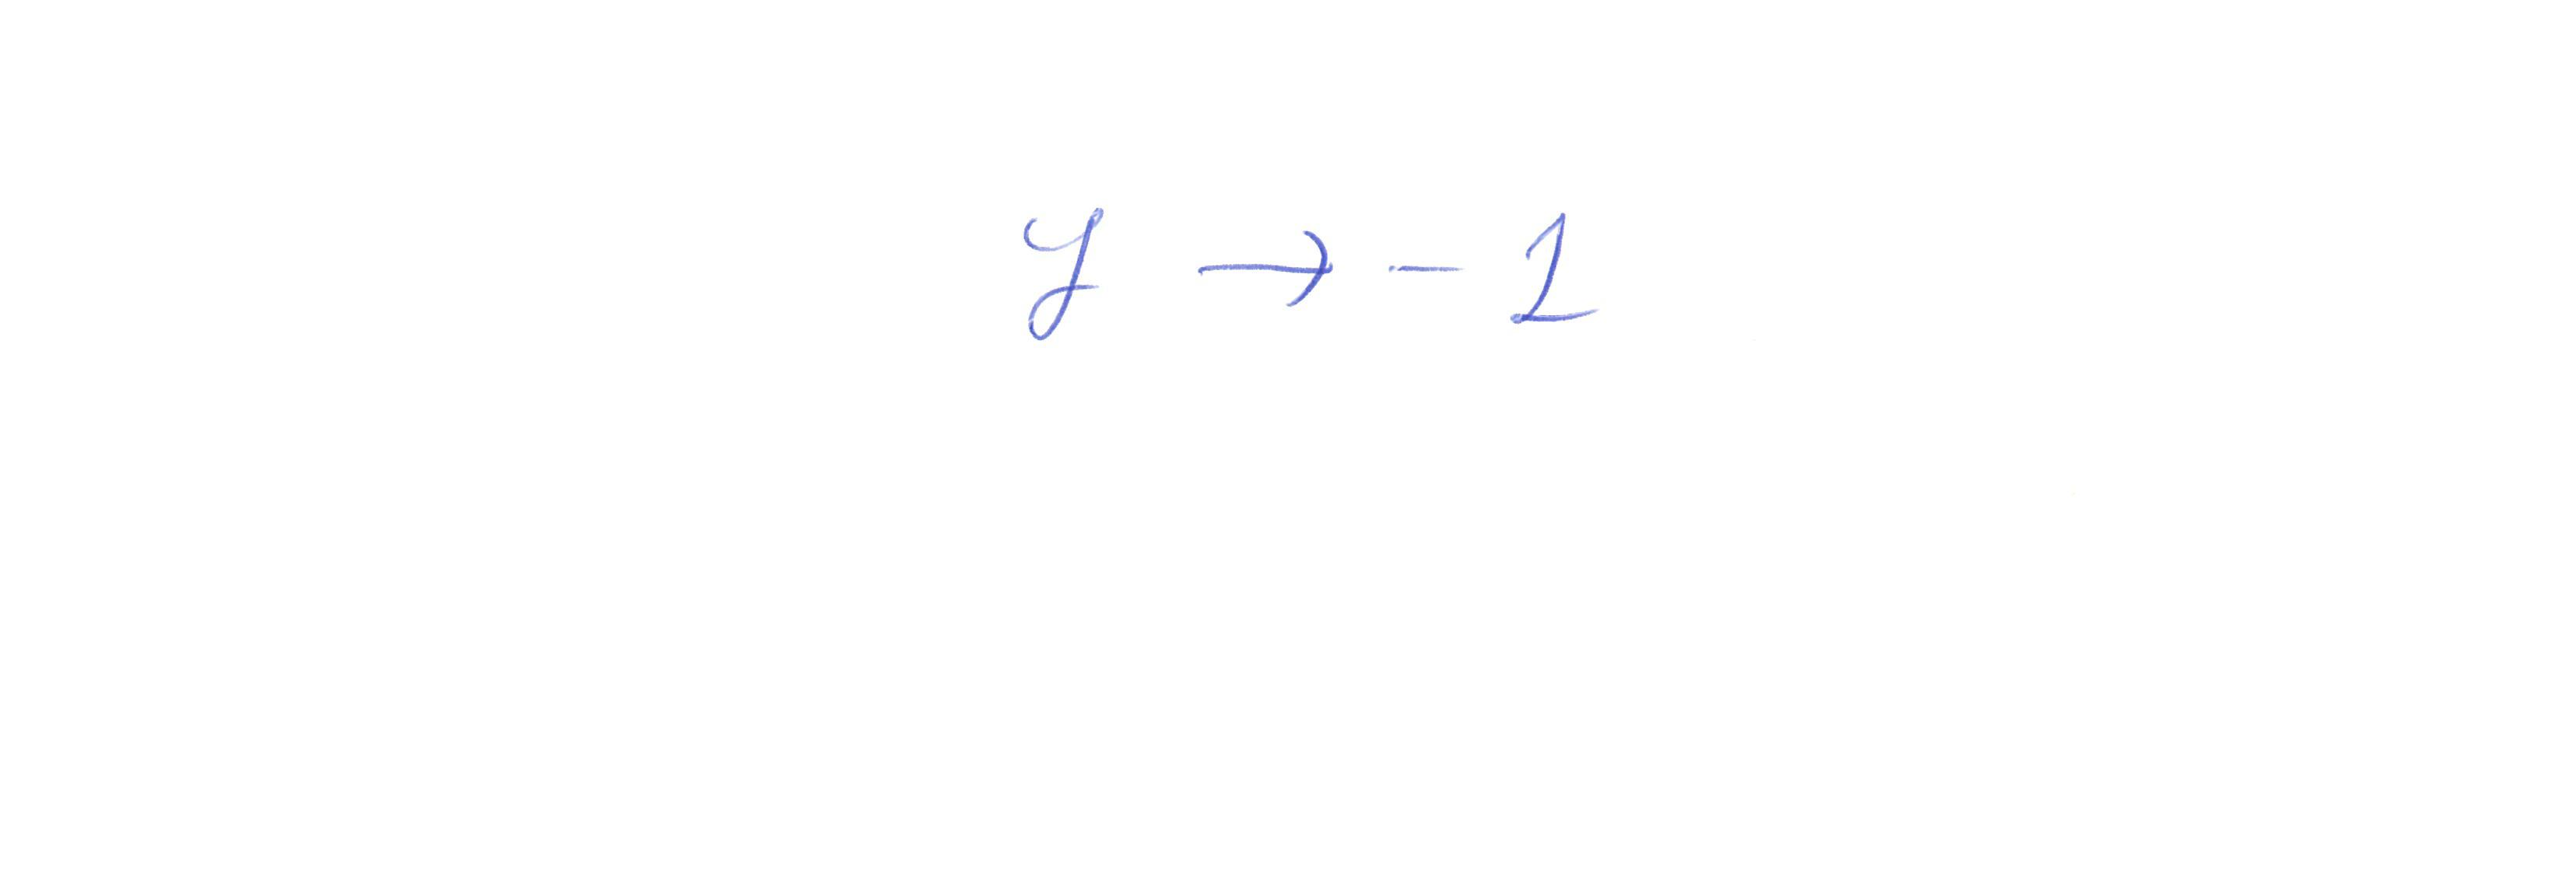 y → - 1